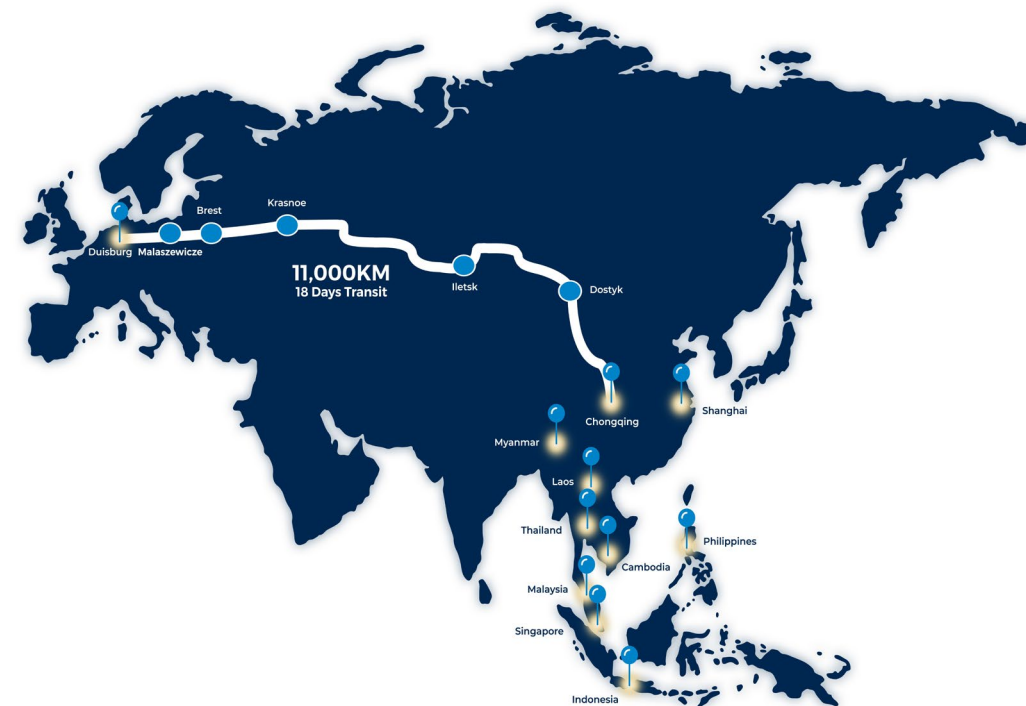 Krasnoe
Brest
Duisburg
Malaszewicze
11,000KM
18 Days Transit
Iletsk
Dostyk
Chongqing
Shanghai
Myanmar
Laos
Thailand
Philippines
Cambodia
Malaysia
Singapore
Indonesia